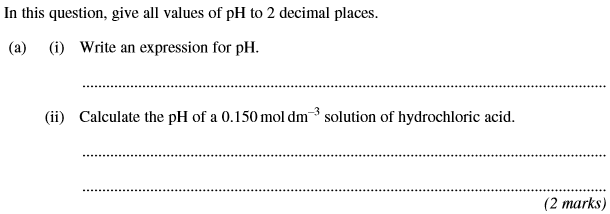 In this question, give all values of pH to 2 decimal places.
(a) (i) Write an expression for pH.
(ii) Calculate the pH of a 0.150 mol dm⁻³ solution of hydrochloric acid.
(2 marks)